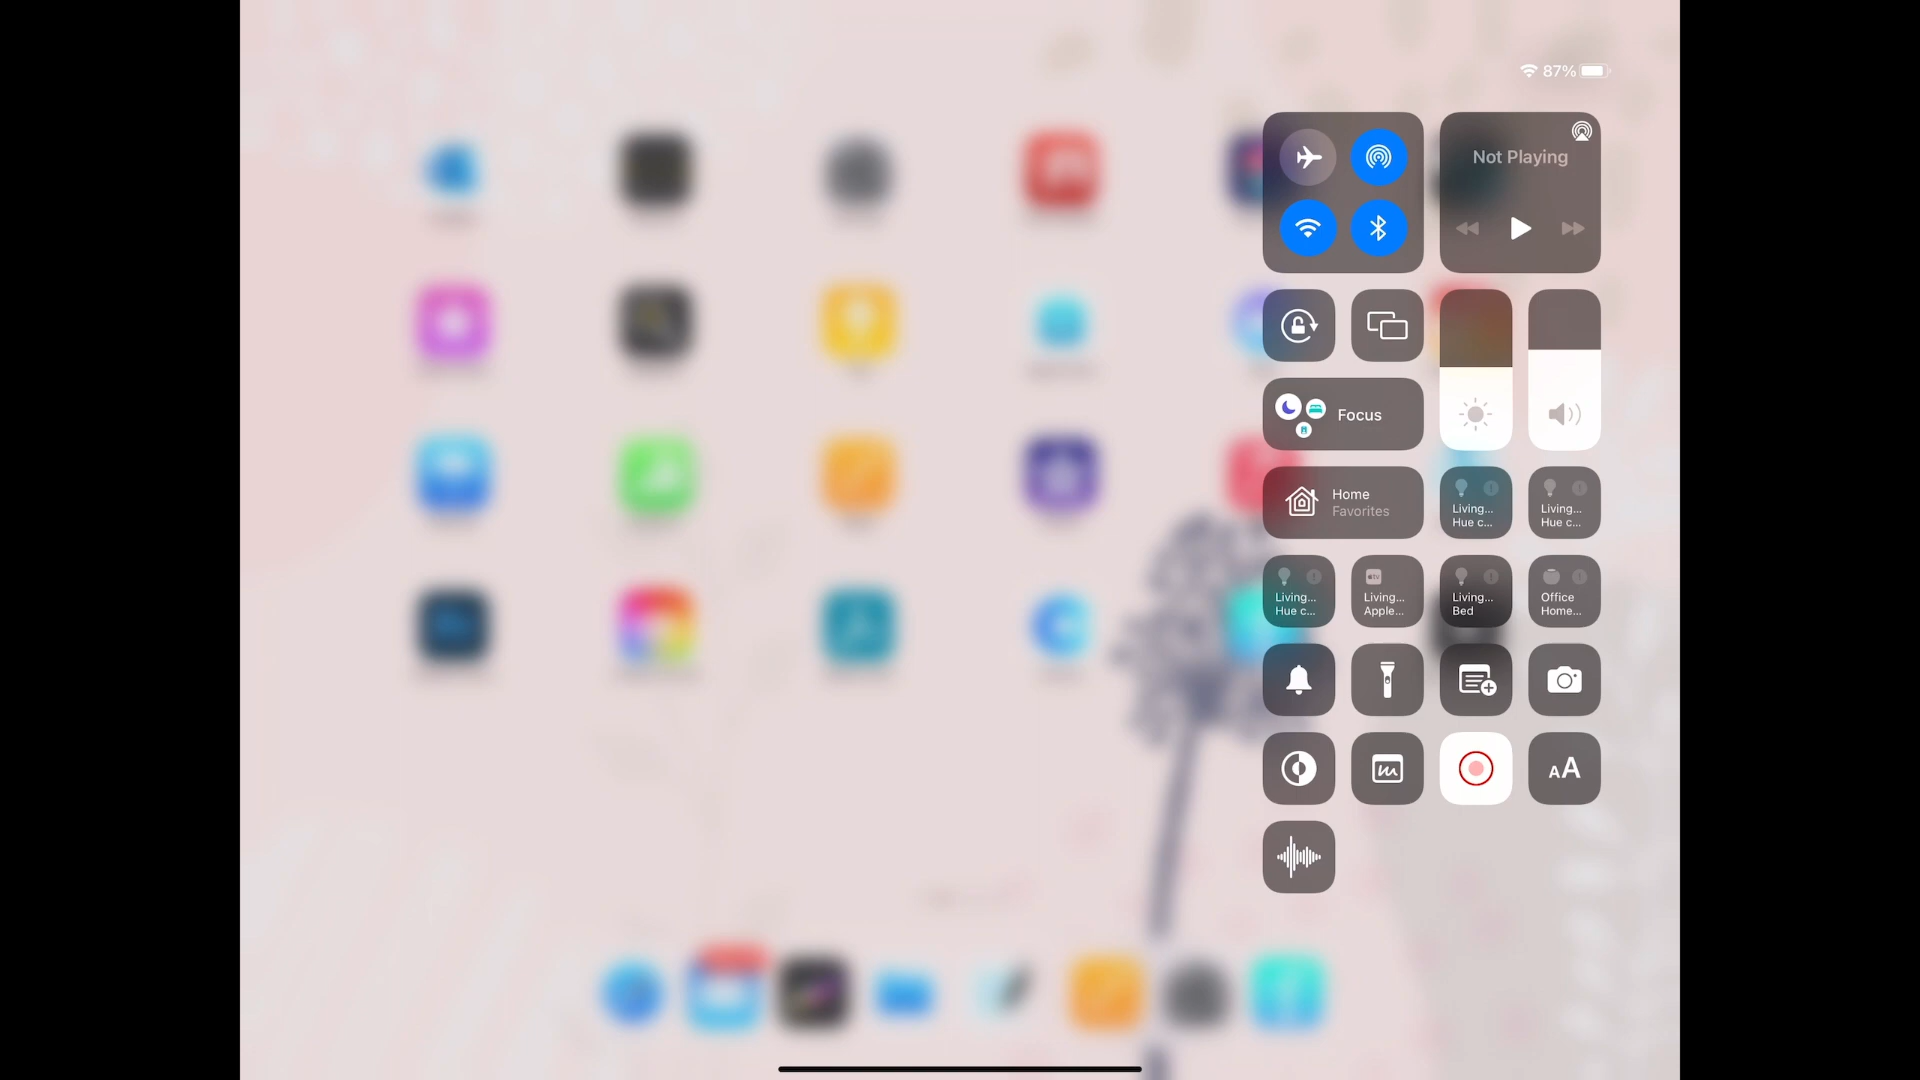 87%
Not Playing
Focus
Home
Favorites
Living...
Hue c...
Living...
Hue c...
Living...
Hue c...
tv
Living...
Apple...
Living...
Bed
Office
Home...
AA